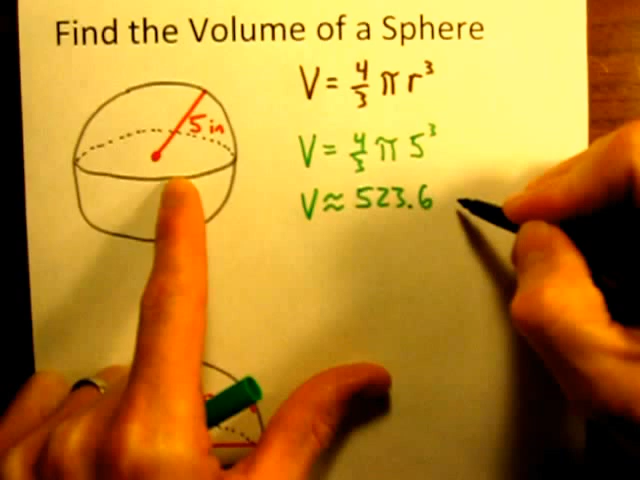 Find the Volume of a Sphere
V = 4/3 π r³
5 in
V = 4/3 π 5³
V ≈ 523.6